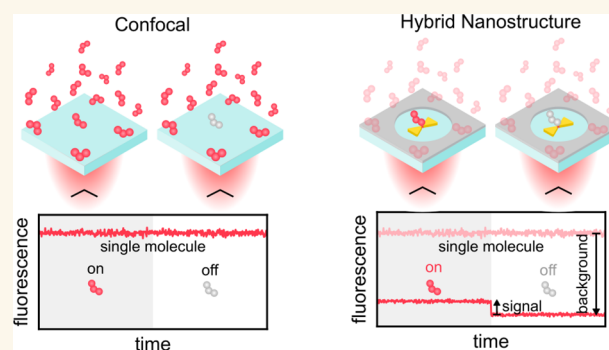 Confocal
Hybrid Nanostructure
fluorescence
single molecule
on
off
time
fluorescence
single molecule
on
off
signal
background
time